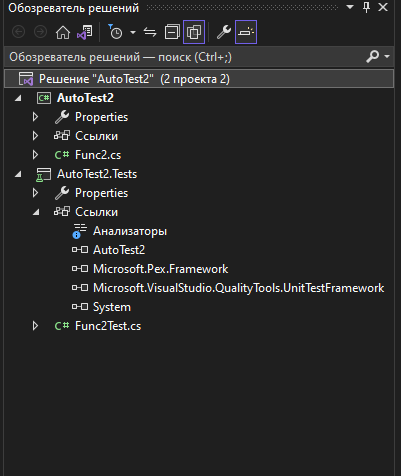 Обозреватель решений
Обозреватель решений — поиск (Ctrl+;)
Решение "AutoTest2" (2 проекта 2)
C# AutoTest2
Properties
Ссылки
C# Func2.cs
AutoTest2.Tests
Properties
Ссылки
Анализаторы
AutoTest2
Microsoft.Pex.Framework
Microsoft.VisualStudio.QualityTools.UnitTestFramework
System
C# Func2Test.cs